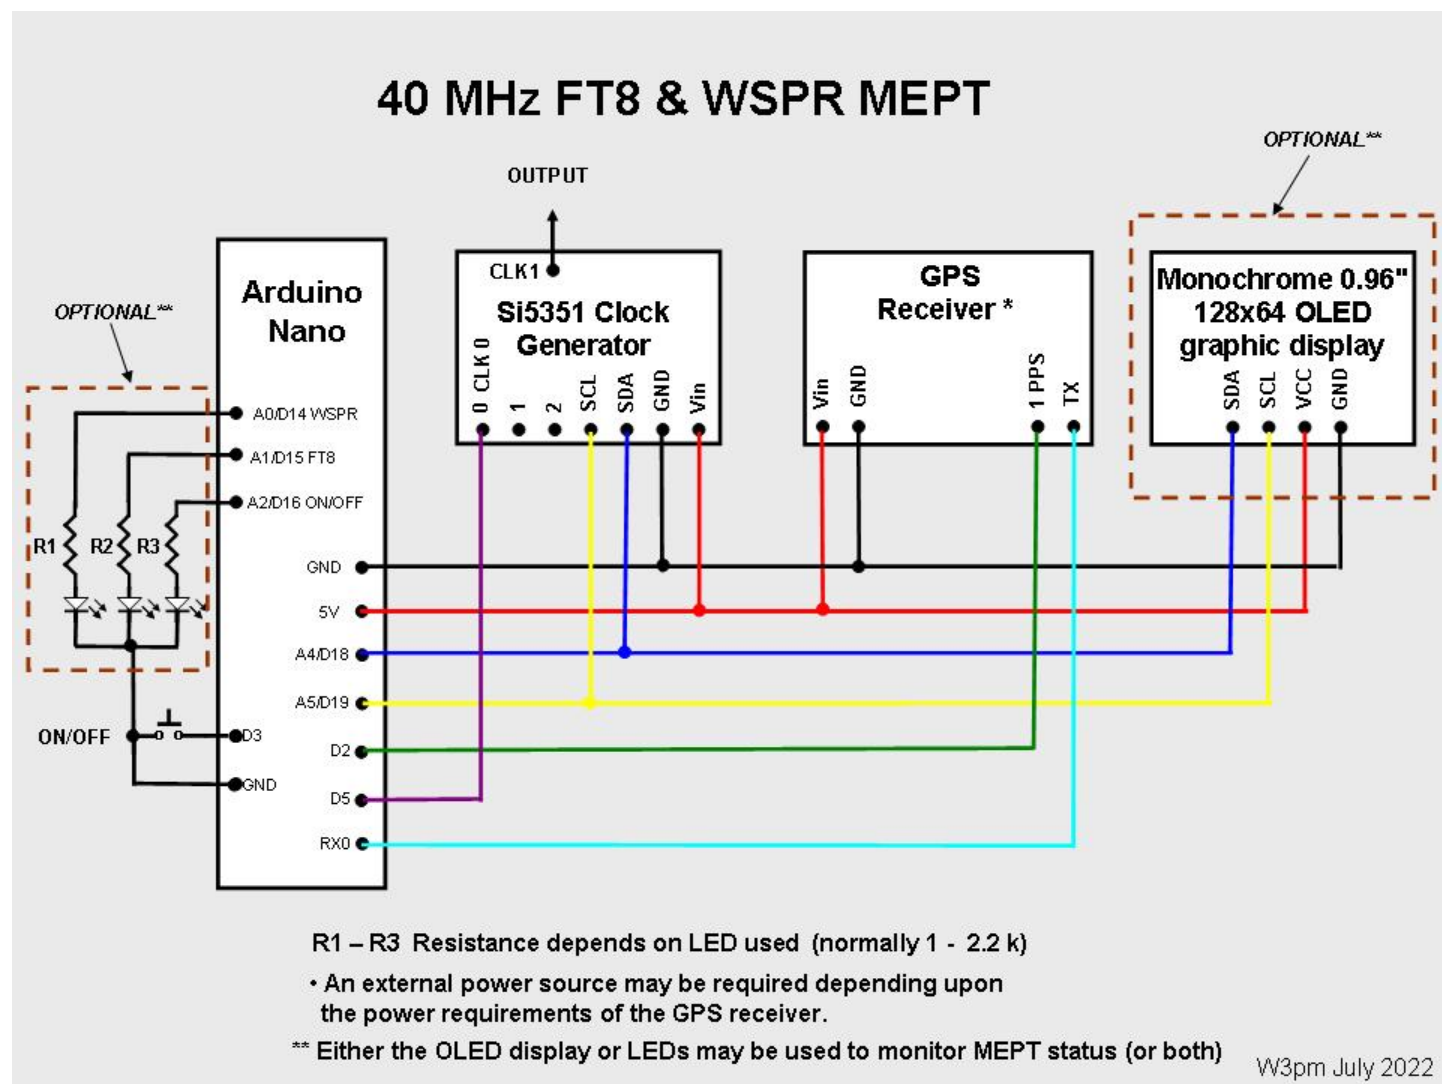 40 MHz FT8 & WSPR MEPT
OPTIONAL**
OUTPUT
OPTIONAL**
Arduino
Nano
A0/D14 WSPR
A1/D15 FT8
A2/D16 ON/OFF
R1
R2
R3
GND
5V
A4/D18
A5/D19
ON/OFF
D3
D2
GND
D5
RX0
CLK1
Si5351 Clock
Generator
0 CLK 0
1
2
SCL
SDA
GND
Vin
GPS
Receiver *
Vin
GND
1 PPS
TX
Monochrome 0.96"
128x64 OLED
graphic display
SDA
SCL
VCC
GND
R1 – R3 Resistance depends on LED used (normally 1 - 2.2 k)
• An external power source may be required depending upon
the power requirements of the GPS receiver.
** Either the OLED display or LEDs may be used to monitor MEPT status (or both)
W3pm July 2022